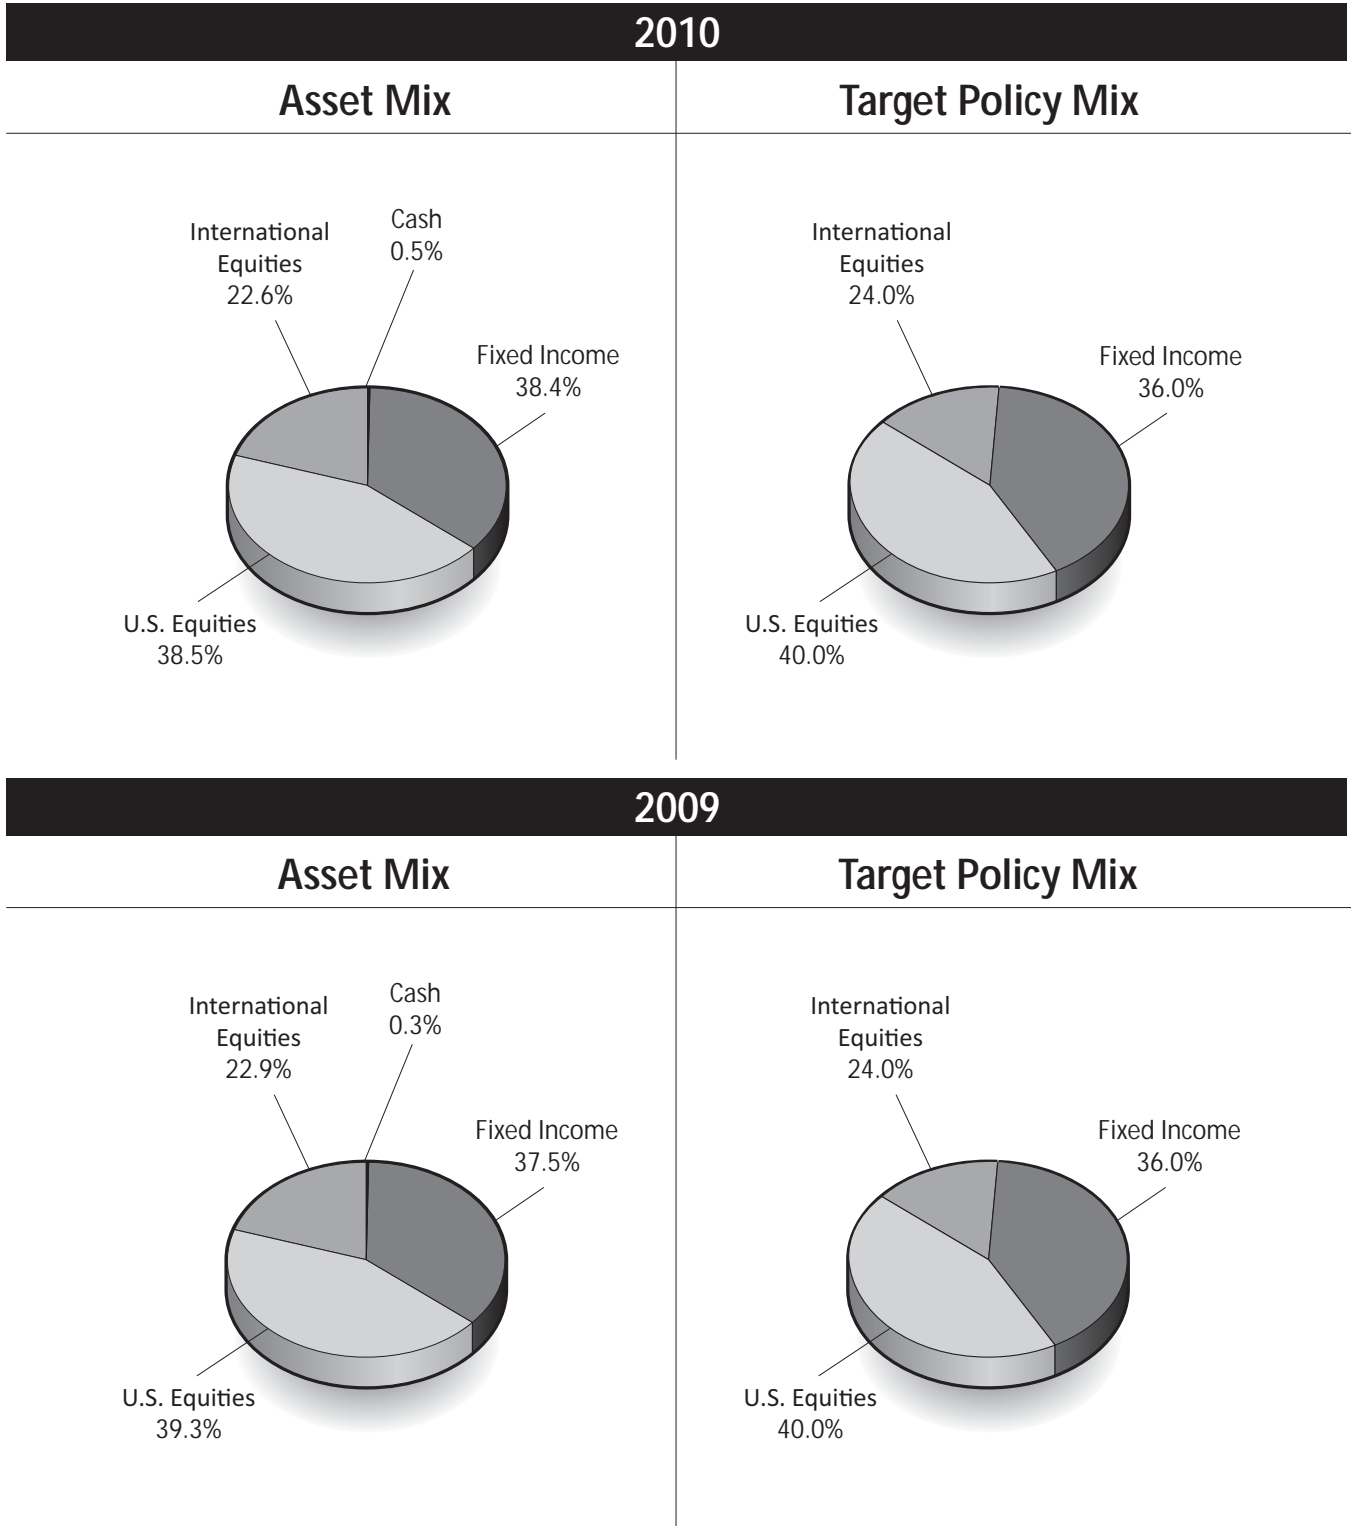 2010
Asset Mix
Target Policy Mix
International
Equities
22.6%
Cash
0.5%
Fixed Income
38.4%
U.S. Equities
38.5%
International
Equities
24.0%
Fixed Income
36.0%
U.S. Equities
40.0%
2009
Asset Mix
Target Policy Mix
International
Equities
22.9%
Cash
0.3%
Fixed Income
37.5%
U.S. Equities
39.3%
International
Equities
24.0%
Fixed Income
36.0%
U.S. Equities
40.0%